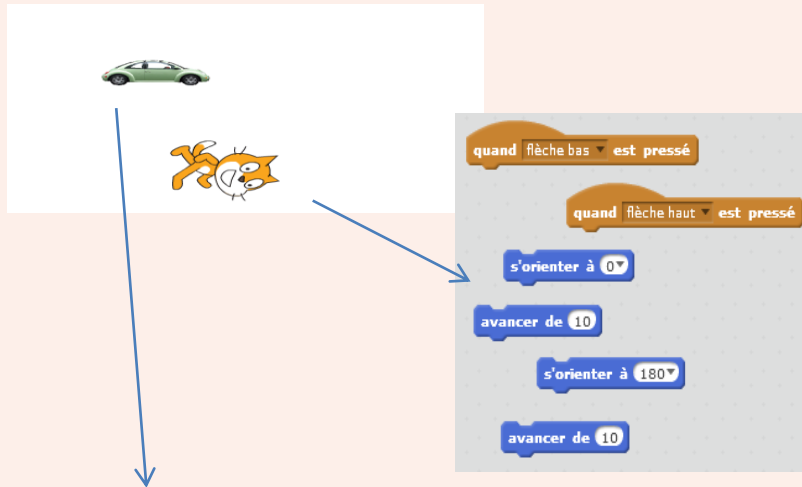 quand flèche bas est pressé
quand flèche haut est pressé
s'orienter à 0
avancer de 10
s'orienter à 180
avancer de 10